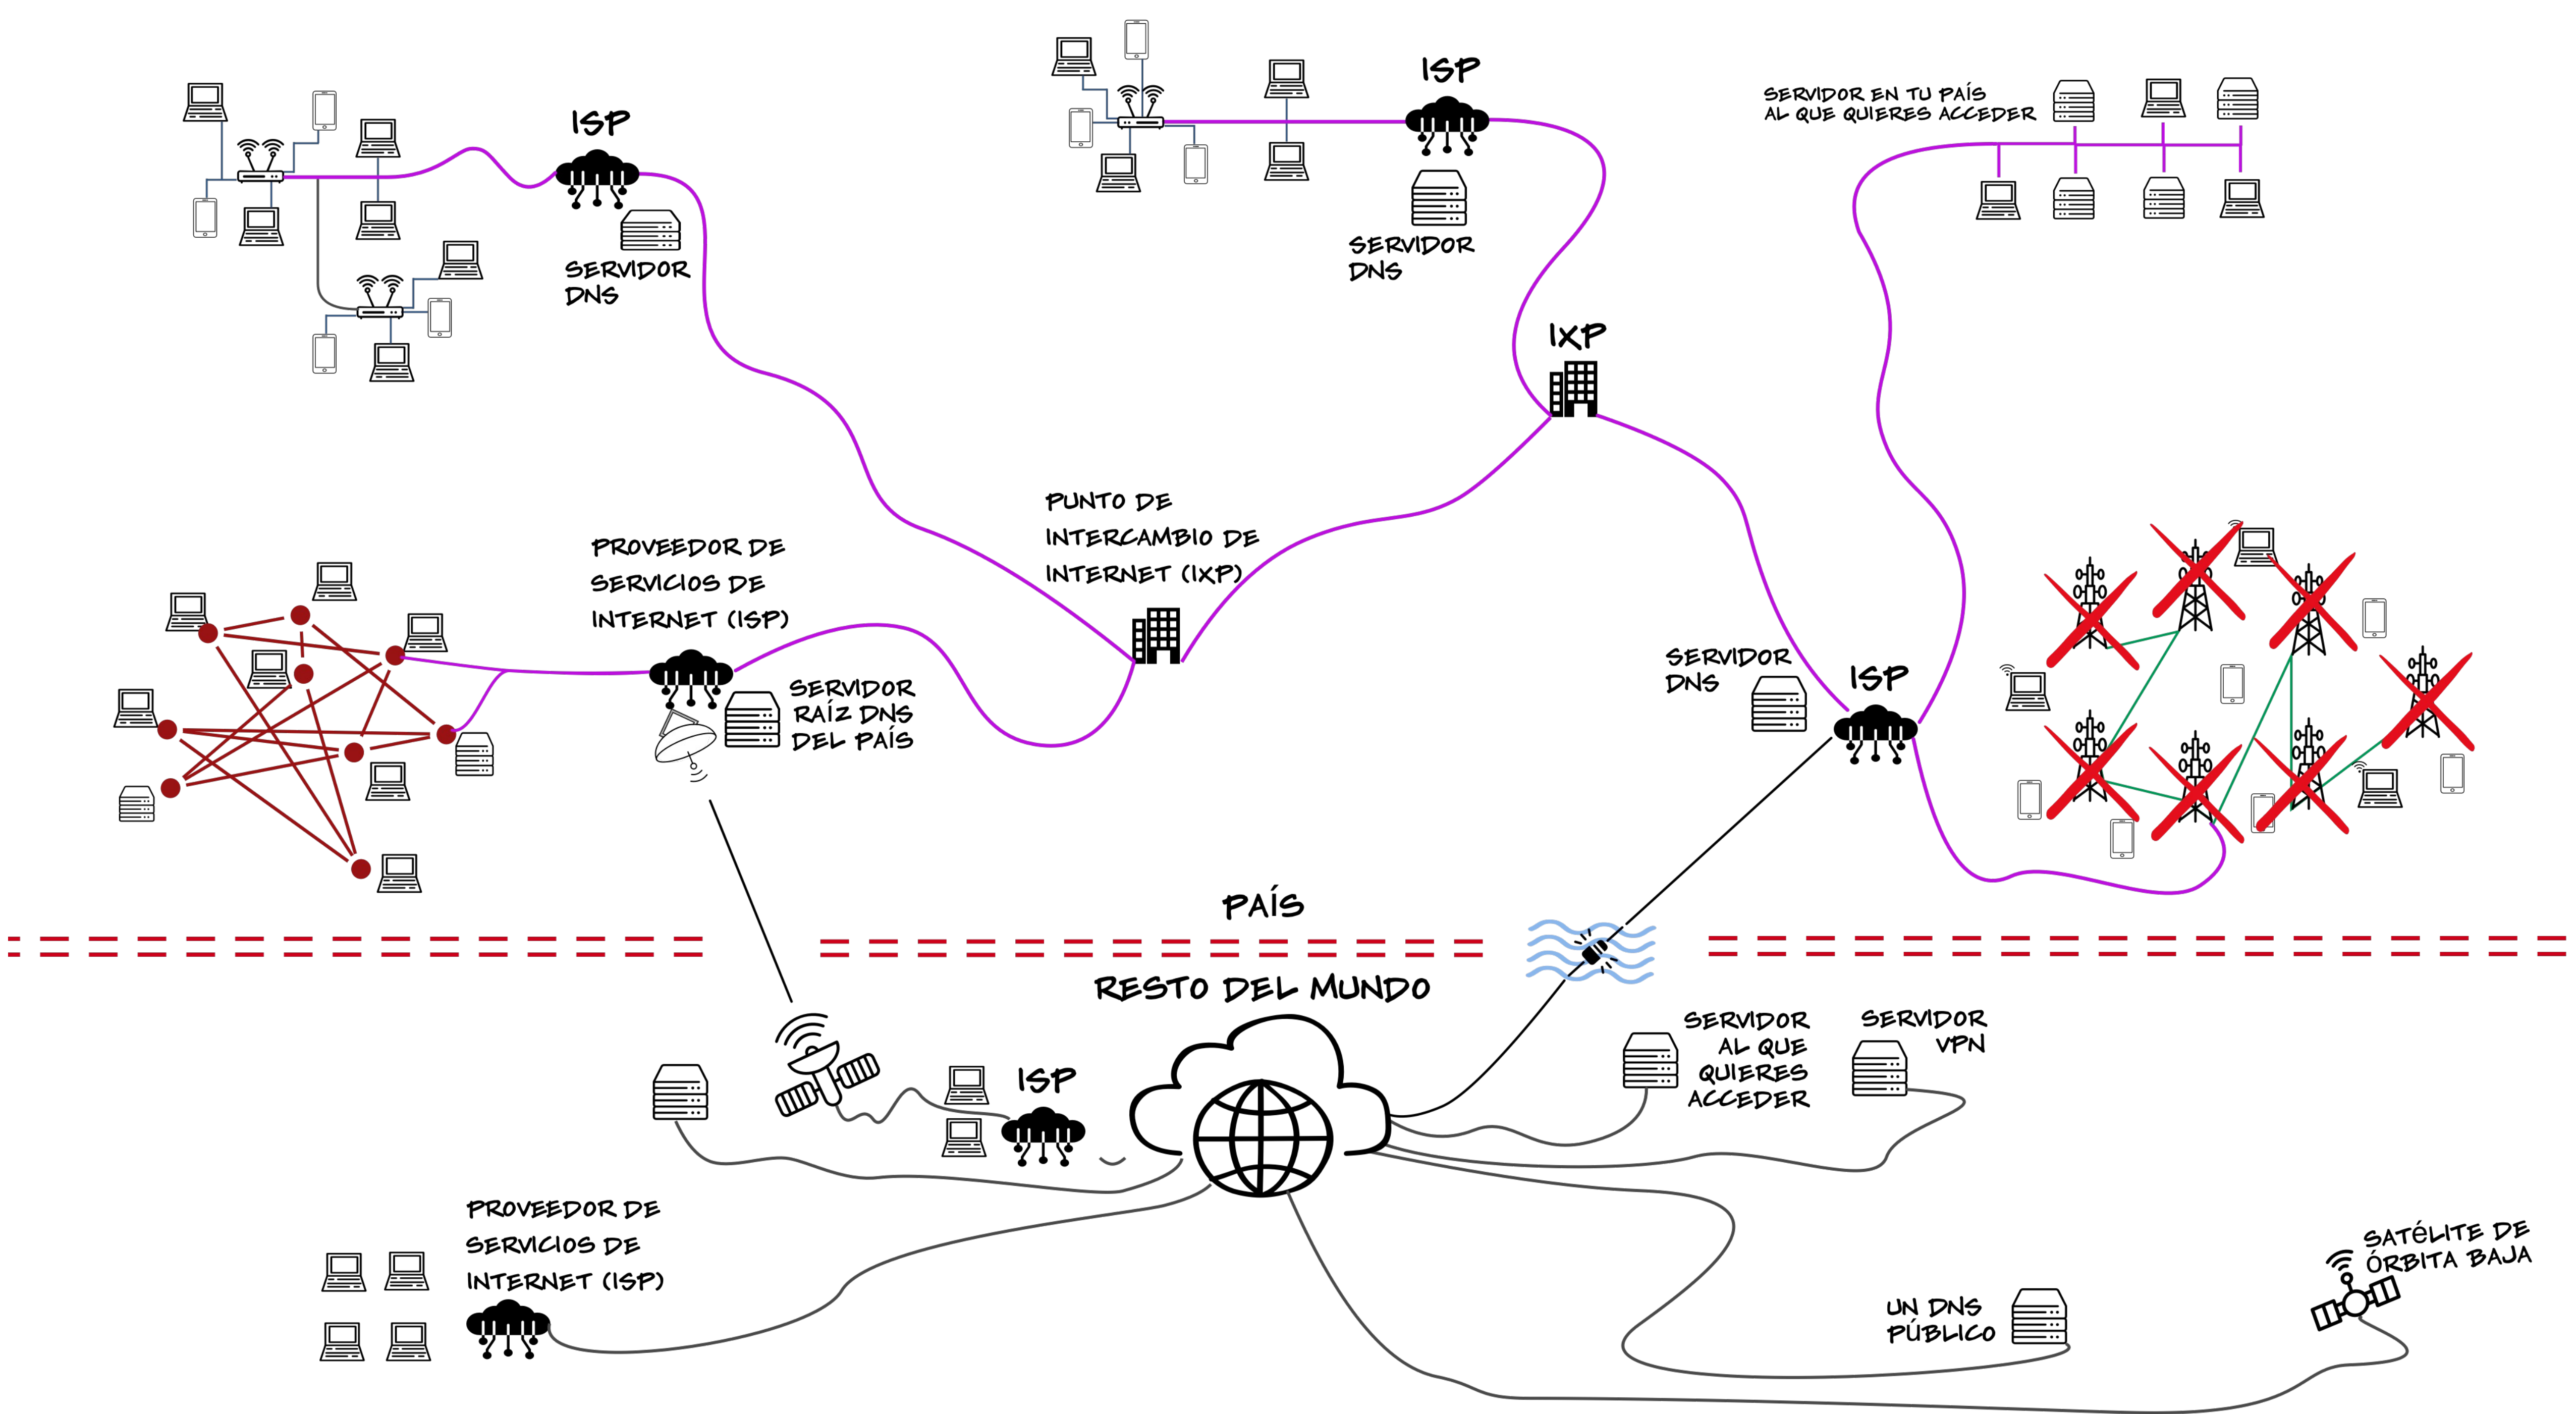 ISP
SERVIDOR
DNS
ISP
SERVIDOR
DNS
SERVIDOR EN TU PAÍS
AL QUE QUIERES ACCEDER
IXP
PUNTO DE
INTERCAMBIO DE
INTERNET (IXP)
PROVEEDOR DE
SERVICIOS DE
INTERNET (ISP)
SERVIDOR
RAÍZ DNS
DEL PAÍS
SERVIDOR
DNS
ISP
PAÍS
RESTO DEL MUNDO
ISP
SERVIDOR
AL QUE
QUIERES
ACCEDER
SERVIDOR
VPN
PROVEEDOR DE
SERVICIOS DE
INTERNET (ISP)
UN DNS
PÚBLICO
SATÉLITE DE
ÓRBITA BAJA